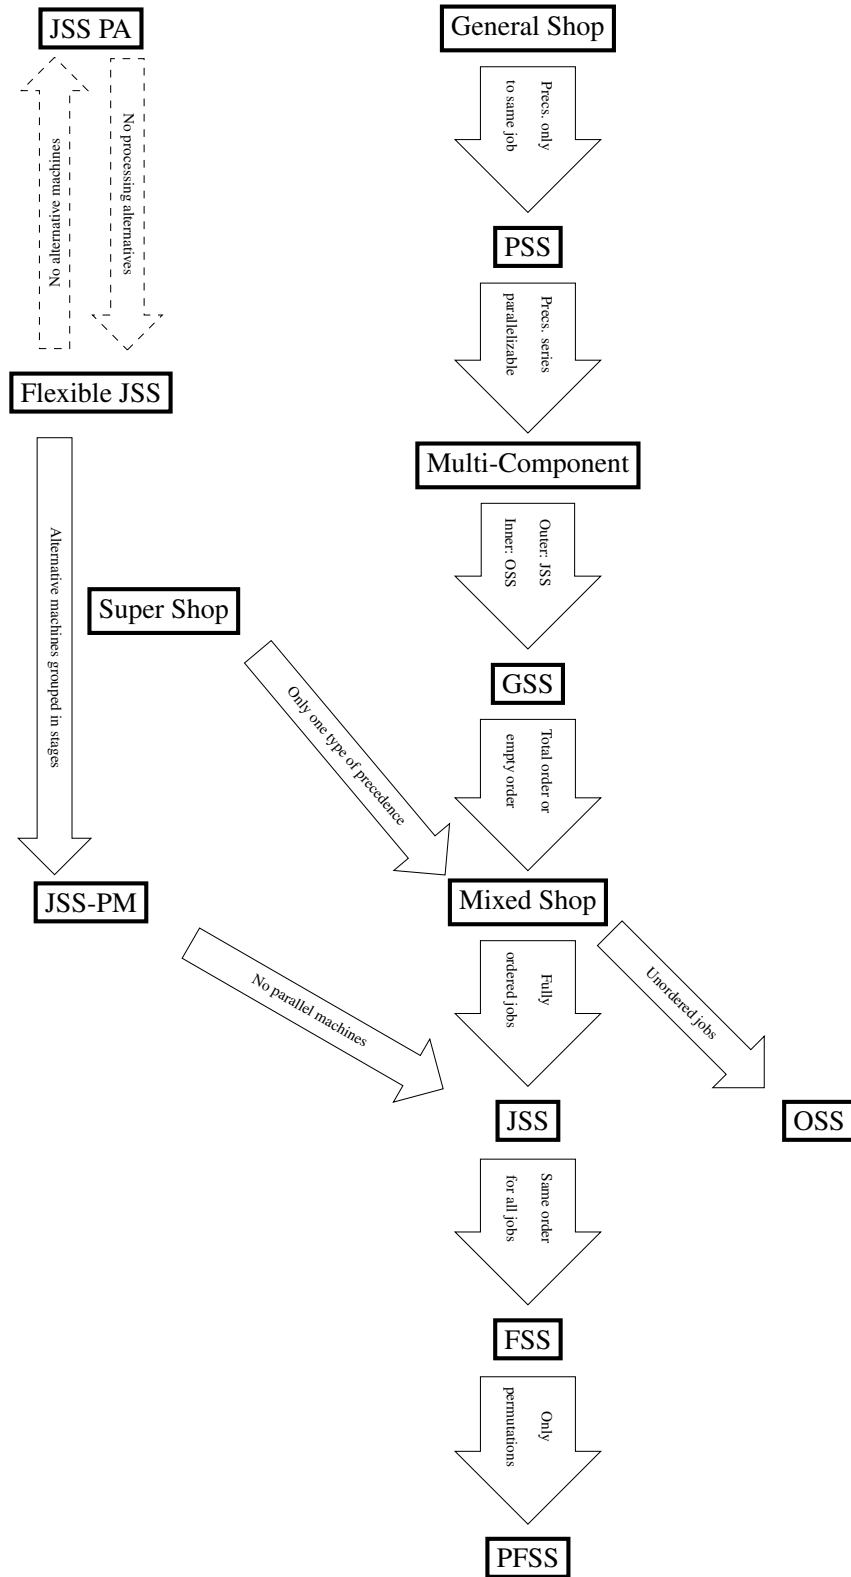 JSS PA
General Shop
No alternative machines
No processing alternatives
Precs. only
to same job
PSS
Precs. series
parallelizable
Flexible JSS
Multi-Component
Alternative machines grouped in stages
Outer: JSS
Inner: OSS
Super Shop
GSS
Only one type of precedence
Total order or
empty order
JSS-PM
Mixed Shop
No parallel machines
Fully
ordered jobs
Unordered jobs
JSS
OSS
Same order
for all jobs
FSS
Only
permutations
PFSS